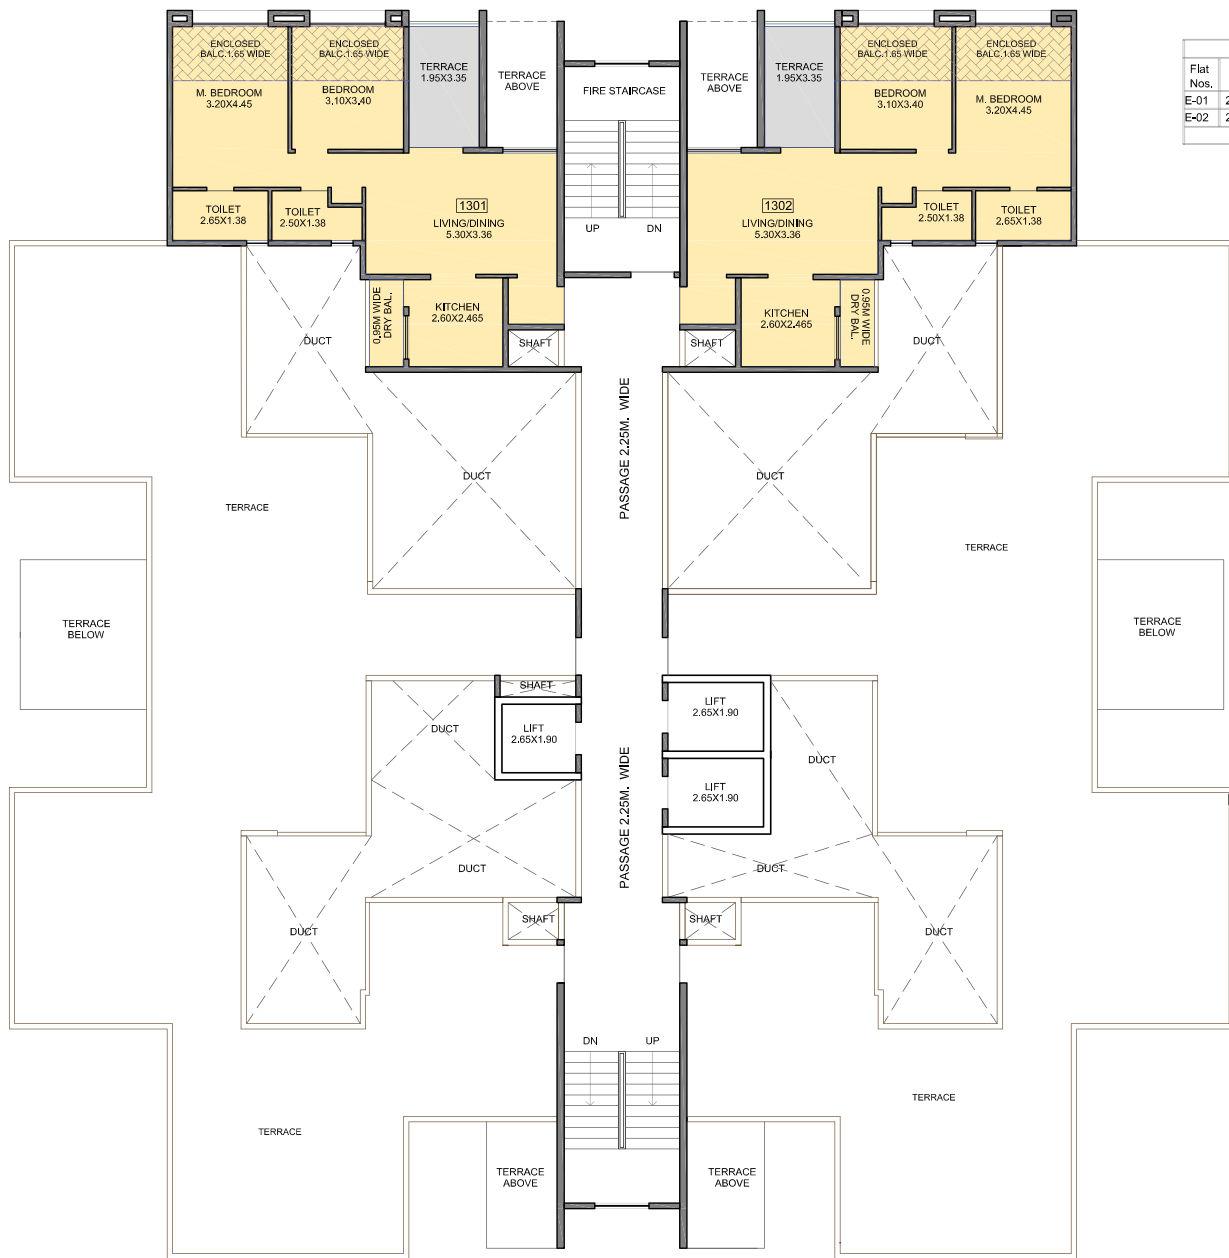 ENCLOSED
BALC.1.65 WIDE
ENCLOSED
BALC.1.65 WIDE
TERRACE
1.95X3.35
TERRACE
ABOVE
FIRE STAIRCASE
TERRACE
ABOVE
TERRACE
1.95X3.35
ENCLOSED
BALC.1.65 WIDE
ENCLOSED
BALC.1.65 WIDE
Flat
Nos.
E-01 2
E-02 2
M. BEDROOM
3.20X4.45
BEDROOM
3.10X3.40
BEDROOM
3.10X3.40
M. BEDROOM
3.20X4.45
TOILET
2.65X1.38
TOILET
2.50X1.38
1301
LIVING/DINING
5.30X3.36
UP
DN
1302
LIVING/DINING
5.30X3.36
TOILET
2.50X1.38
TOILET
2.65X1.38
0.95M WIDE
DRY BAL.
KITCHEN
2.60X2.465
KITCHEN
2.60X2.465
0.95M WIDE
DRY BAL.
DUCT
SHAFT
SHAFT
DUCT
PASSAGE 2.25M. WIDE
DUCT
DUCT
TERRACE
TERRACE
TERRACE
BELOW
TERRACE
BELOW
SHAFT
DUCT
LIFT
2.65X1.90
LIFT
2.65X1.90
DUCT
LIFT
2.65X1.90
PASSAGE 2.25M. WIDE
DUCT
DUCT
SHAFT
SHAFT
DUCT
DUCT
DN
UP
TERRACE
TERRACE
TERRACE
ABOVE
TERRACE
ABOVE